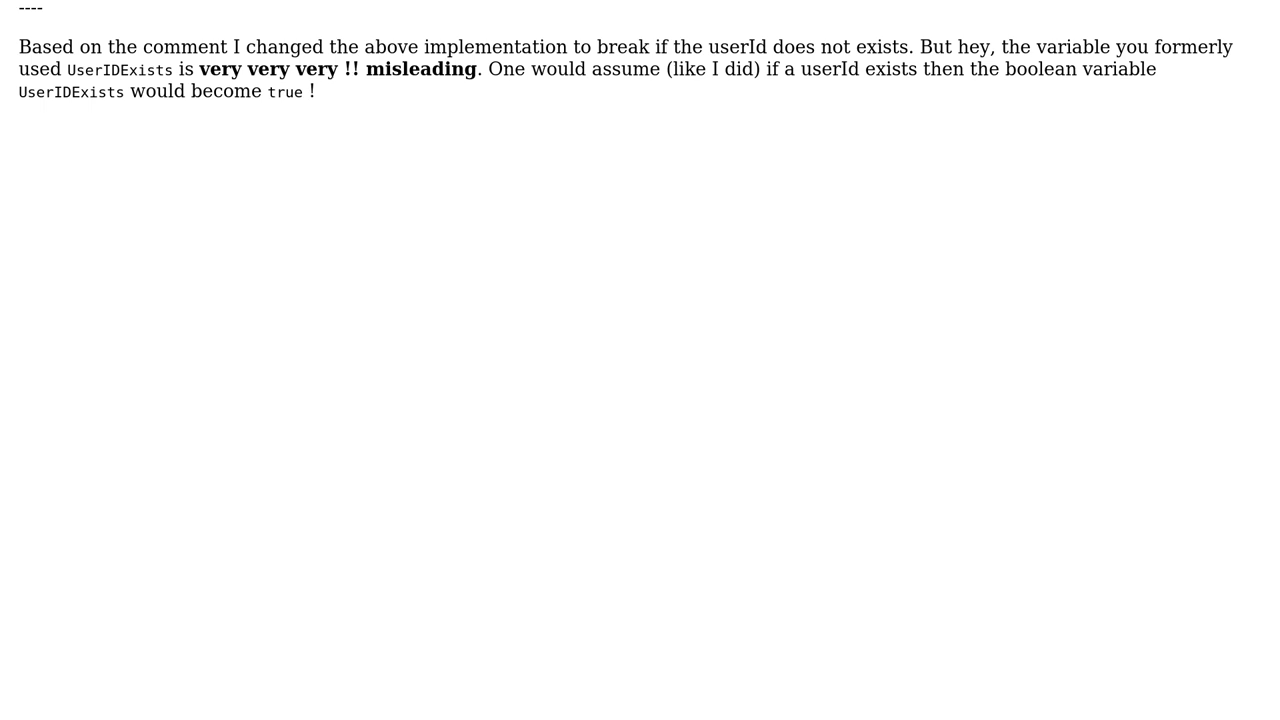 ----
Based on the comment I changed the above implementation to break if the userId does not exists. But hey, the variable you formerly
used UserIDExists is very very very !! misleading. One would assume (like I did) if a userId exists then the boolean variable
UserIDExists would become true !